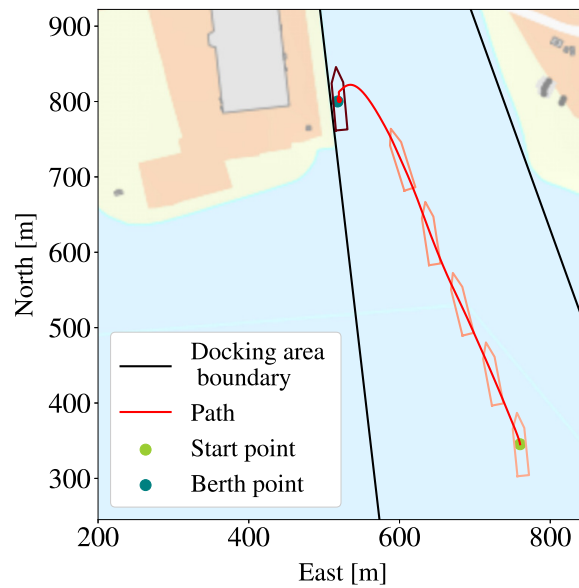 900
800
700
600
500
400
300
North [m]
Docking area
boundary
Path
Start point
Berth point
200
400
600
800
East [m]